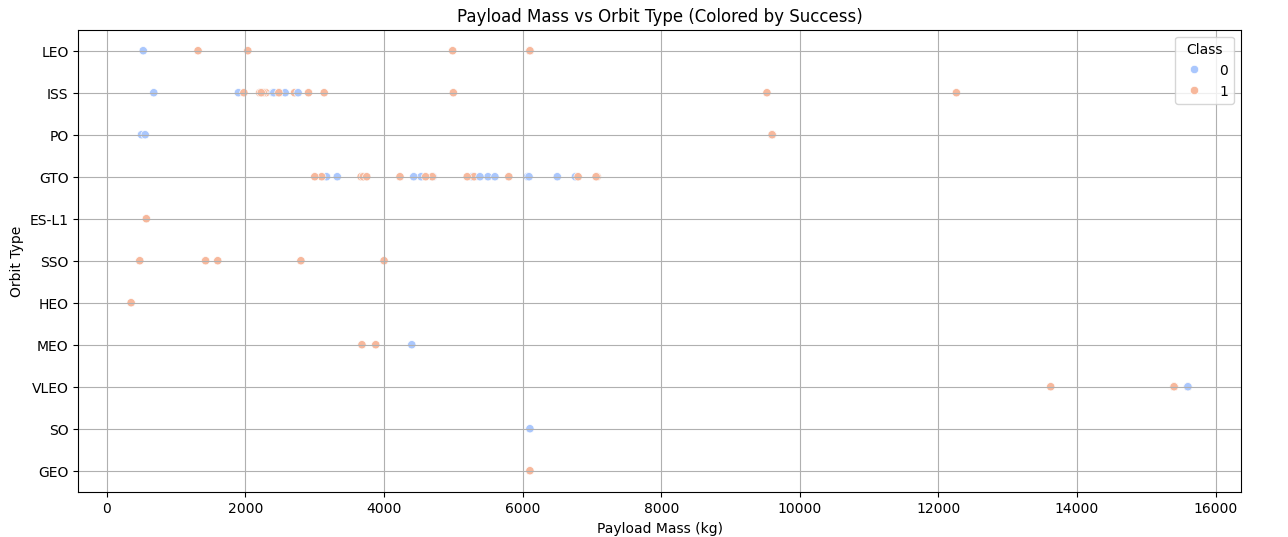 Payload Mass vs Orbit Type (Colored by Success)
Class
0
1
LEO
ISS
PO
GTO
ES-L1
SSO
HEO
MEO
VLEO
SO
GEO
Orbit Type
0 2000 4000 6000 8000 10000 12000 14000 16000
Payload Mass (kg)